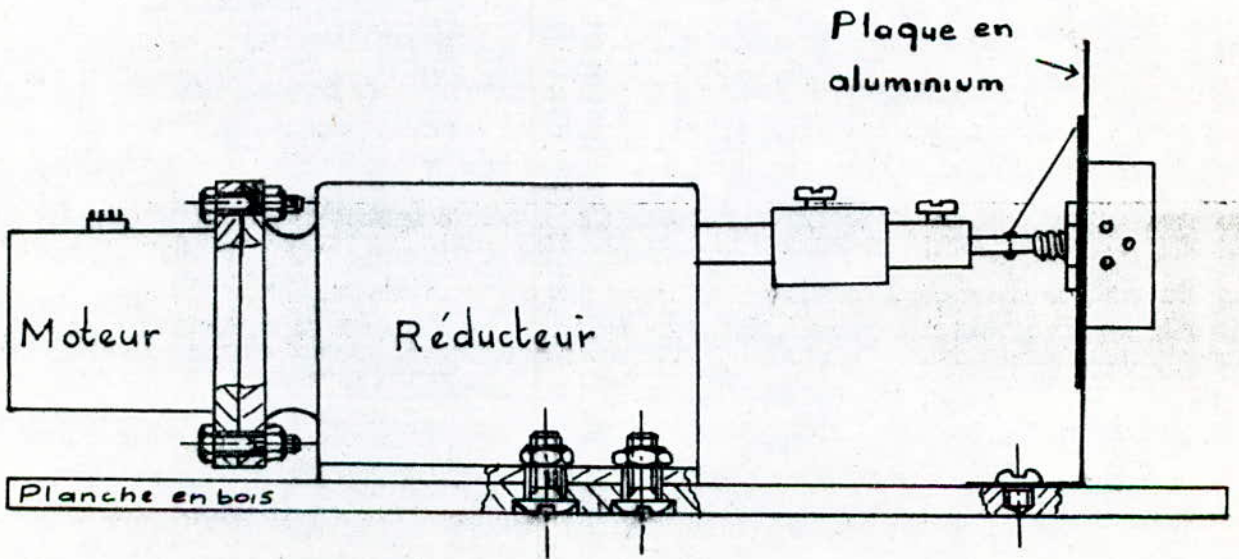 Plaque en
aluminium
Moteur
Réducteur
Planche en bois